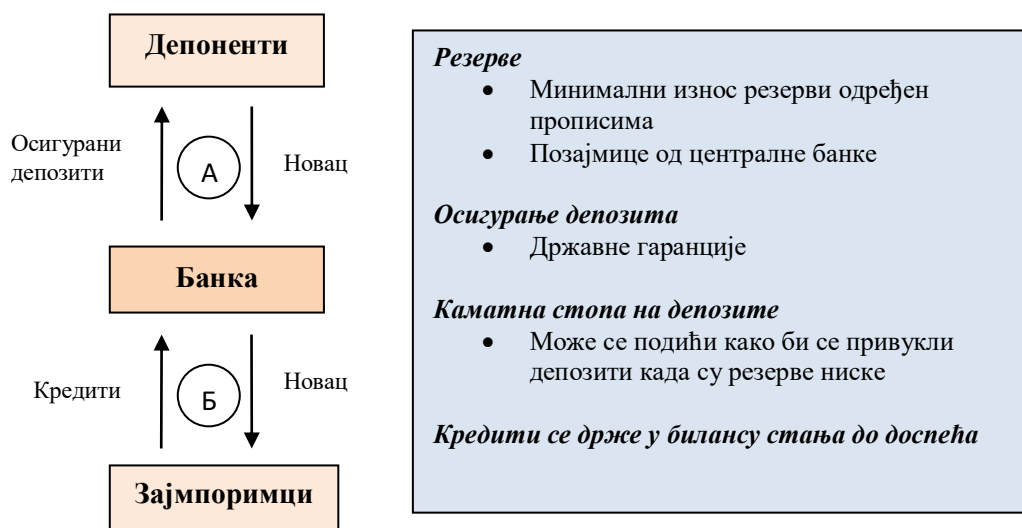 Депоненти
Осигурани
депозити
А
Новац
Банка
Кредити
Б
Новац
Зајмпоримци
Резерве
• Минимални износ резерви одређен
прописима
• Позајмице од централне банке
Осигурање депозита
• Државне гаранције
Каматна стопа на депозите
• Може се подићи како би се привукли
депозити када су резерве ниске
Кредити се држе у билансу стања до доспећа